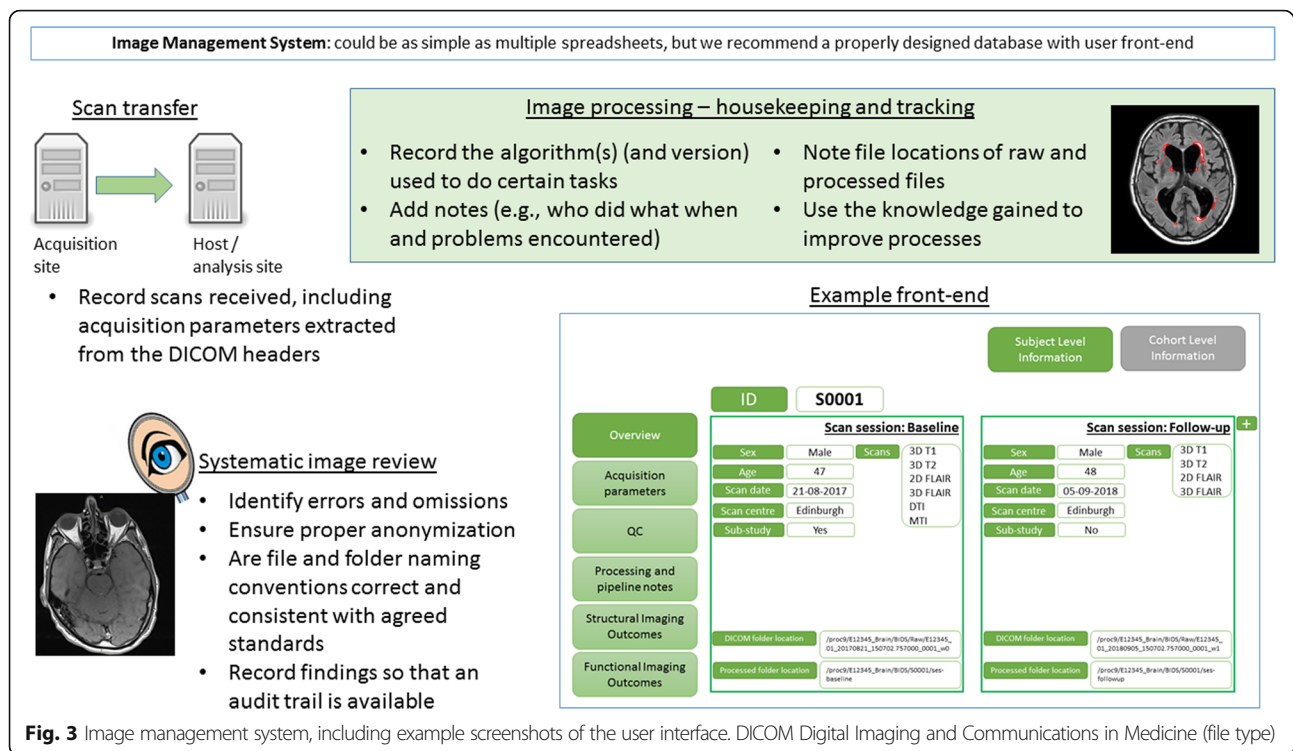 Image Management System: could be as simple as multiple spreadsheets, but we recommend a properly designed database with user front-end
Scan transfer
Acquisition
site
Host /
analysis site
• Record scans received, including
acquisition parameters extracted
from the DICOM headers
Image processing – housekeeping and tracking
• Record the algorithm(s) (and version)
used to do certain tasks
• Add notes (e.g., who did what when
and problems encountered)
• Note file locations of raw and
processed files
• Use the knowledge gained to
improve processes
Systematic image review
• Identify errors and omissions
• Ensure proper anonymization
• Are file and folder naming
conventions correct and
consistent with agreed
standards
• Record findings so that an
audit trail is available
Example front-end
Subject Level
Information
Cohort Level
Information
ID
S0001
Overview
Acquisition
parameters
QC
Processing and
pipeline notes
Structural Imaging
Outcomes
Functional Imaging
Outcomes
Scan session: Baseline
Sex Male
Age 47
Scan date 21-08-2017
Scan centre Edinburgh
Sub-study Yes
Scans
3D T1
3D T2
2D FLAIR
3D FLAIR
DTI
MTI
DICOM folder location
/proc9/E12345_Brain/BIDS/Raw/E12345_
01_20170821_150702.757000_0001_w0
Processed folder location
/proc9/E12345_Brain/BIDS/S0001/ses-
baseline
Scan session: Follow-up
+
Sex Male
Age 48
Scan date 05-09-2018
Scan centre Edinburgh
Sub-study No
Scans
3D T1
3D T2
2D FLAIR
3D FLAIR
DICOM folder location
/proc9/E12345_Brain/BIDS/Raw/E12345_
01_20180905_150702.757000_0001_w1
Processed folder location
/proc9/E12345_Brain/BIDS/S0001/ses-
followup
Fig. 3 Image management system, including example screenshots of the user interface. DICOM Digital Imaging and Communications in Medicine (file type)